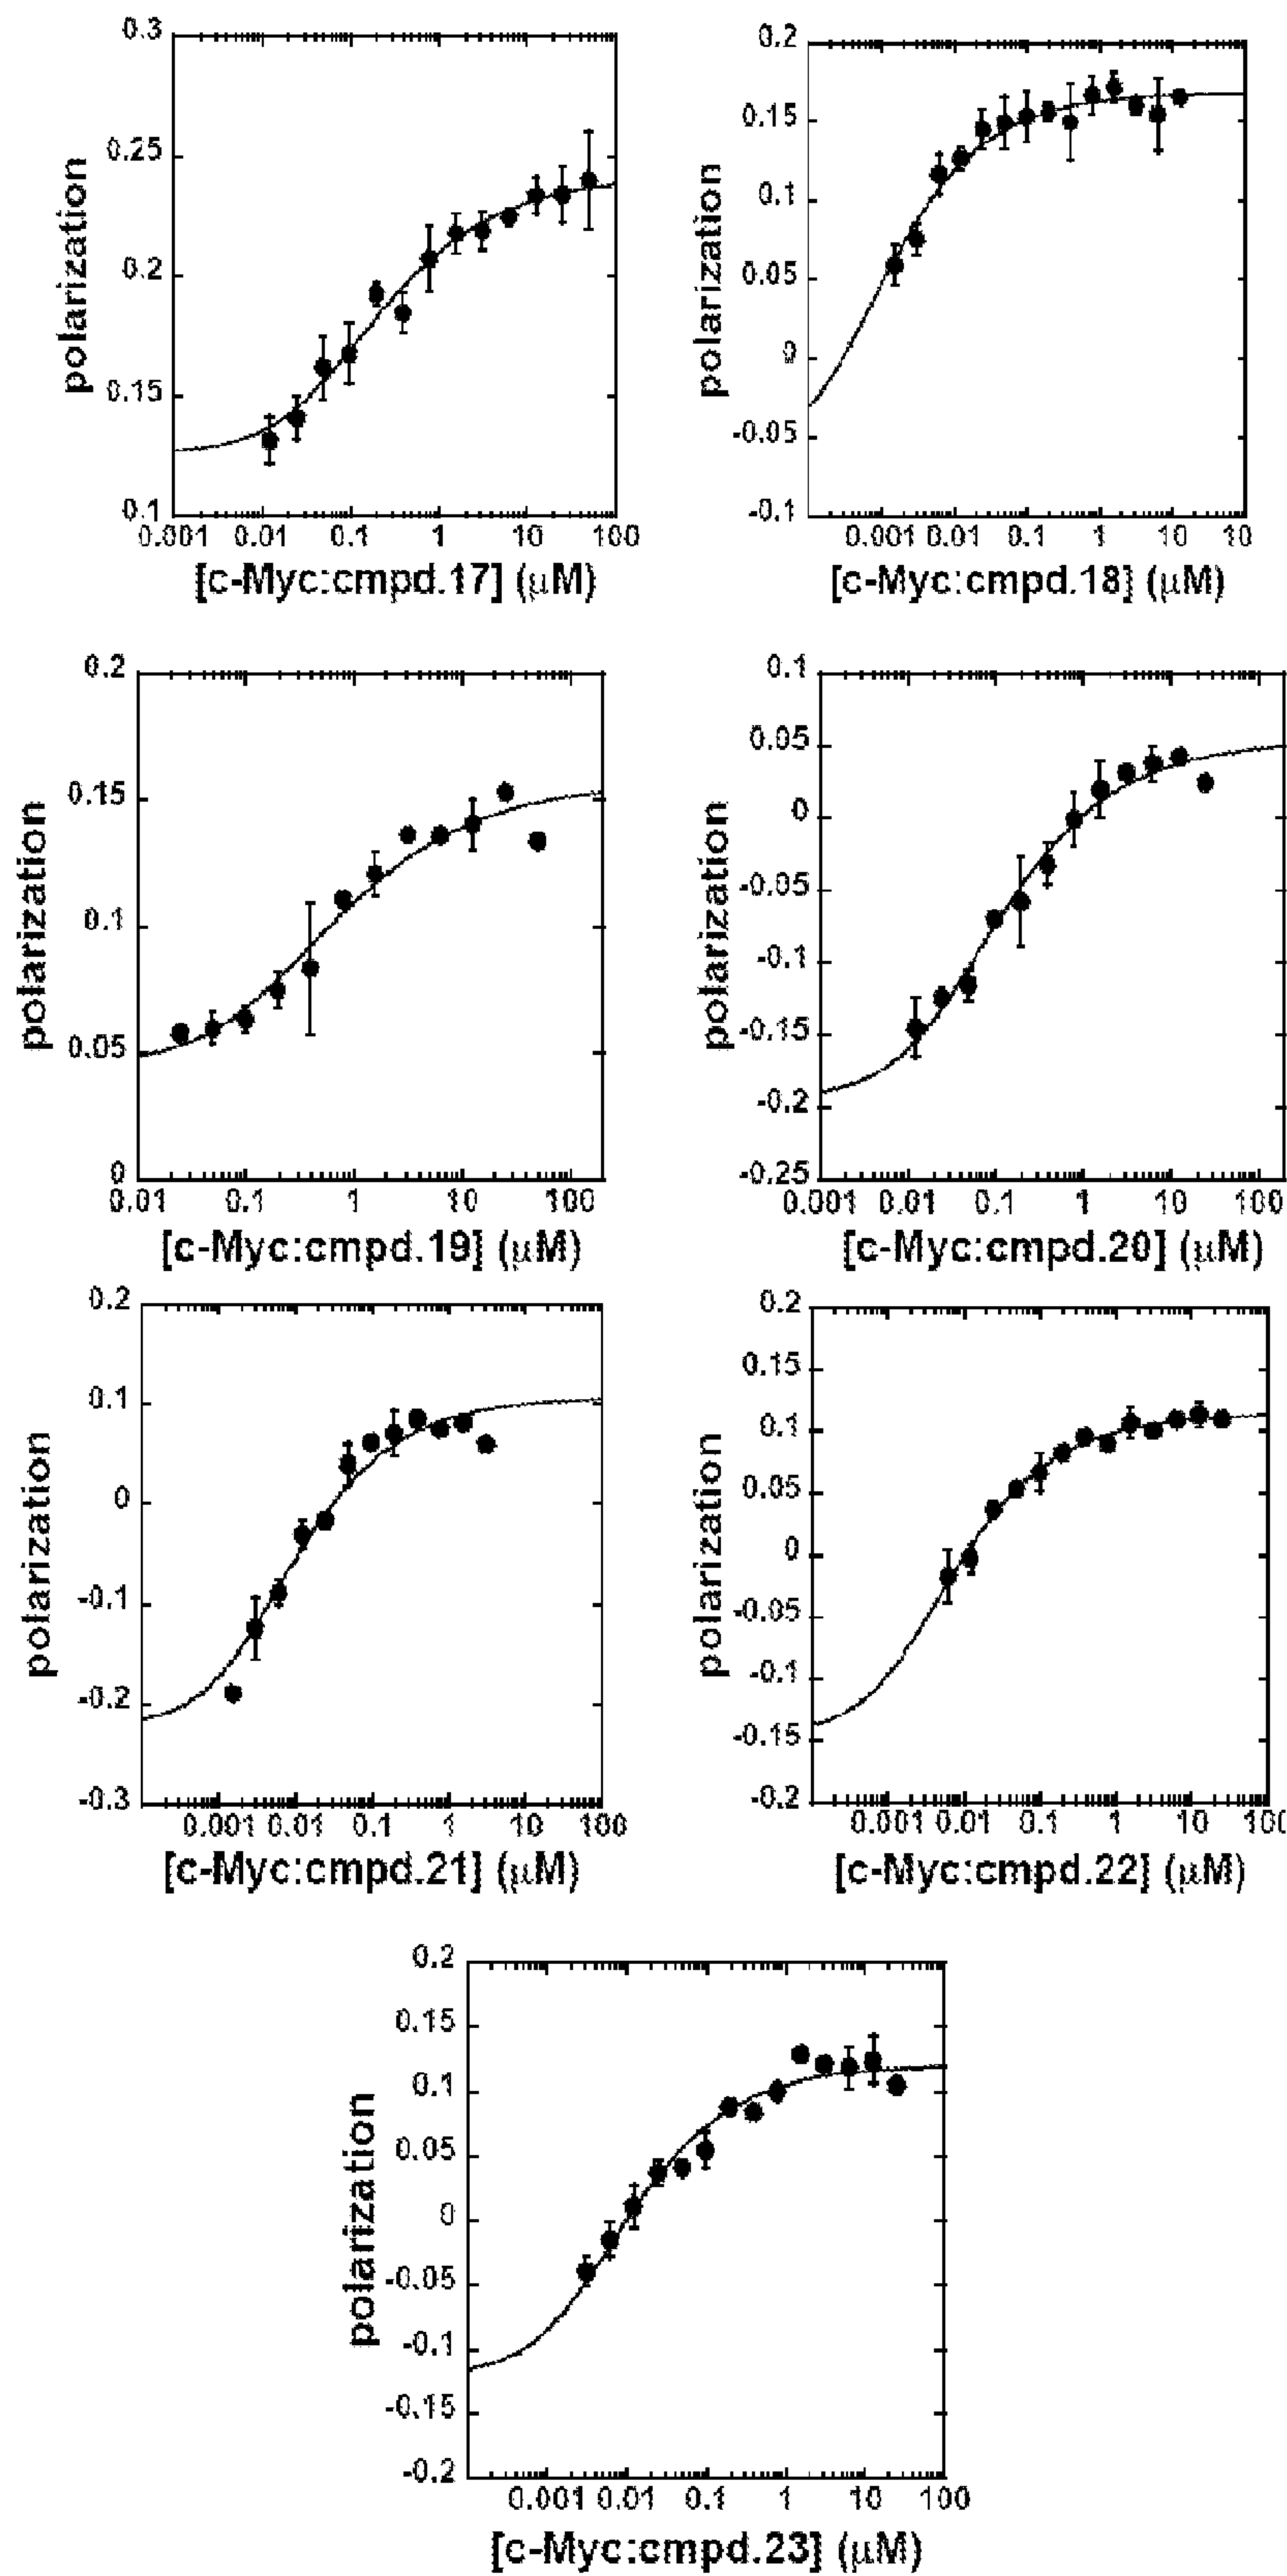 0.3
0.25
0.2
0.15
0.1
polarization
0.001 0.01 0.1 1 10 100
[c-Myc:cmpd.17] (μM)
0.2
0.15
0.1
0.05
0
-0.05
-0.1
polarization
0.001 0.01 0.1 1 10
[c-Myc:cmpd.18] (μM)
0.2
0.15
0.1
0.05
0
polarization
0.01 0.1 1 10 100
[c-Myc:cmpd.19] (μM)
0.1
0.05
0
-0.05
-0.1
-0.15
-0.2
-0.25
polarization
0.001 0.01 0.1 1 10 100
[c-Myc:cmpd.20] (μM)
0.2
0.1
0
-0.1
-0.2
-0.3
polarization
0.001 0.01 0.1 1 10 100
[c-Myc:cmpd.21] (μM)
0.2
0.15
0.1
0.05
0
-0.05
-0.1
-0.15
-0.2
polarization
0.001 0.01 0.1 1 10 100
[c-Myc:cmpd.22] (μM)
0.2
0.15
0.1
0.05
0
-0.05
-0.1
-0.15
-0.2
polarization
0.001 0.01 0.1 1 10 100
[c-Myc:cmpd.23] (μM)